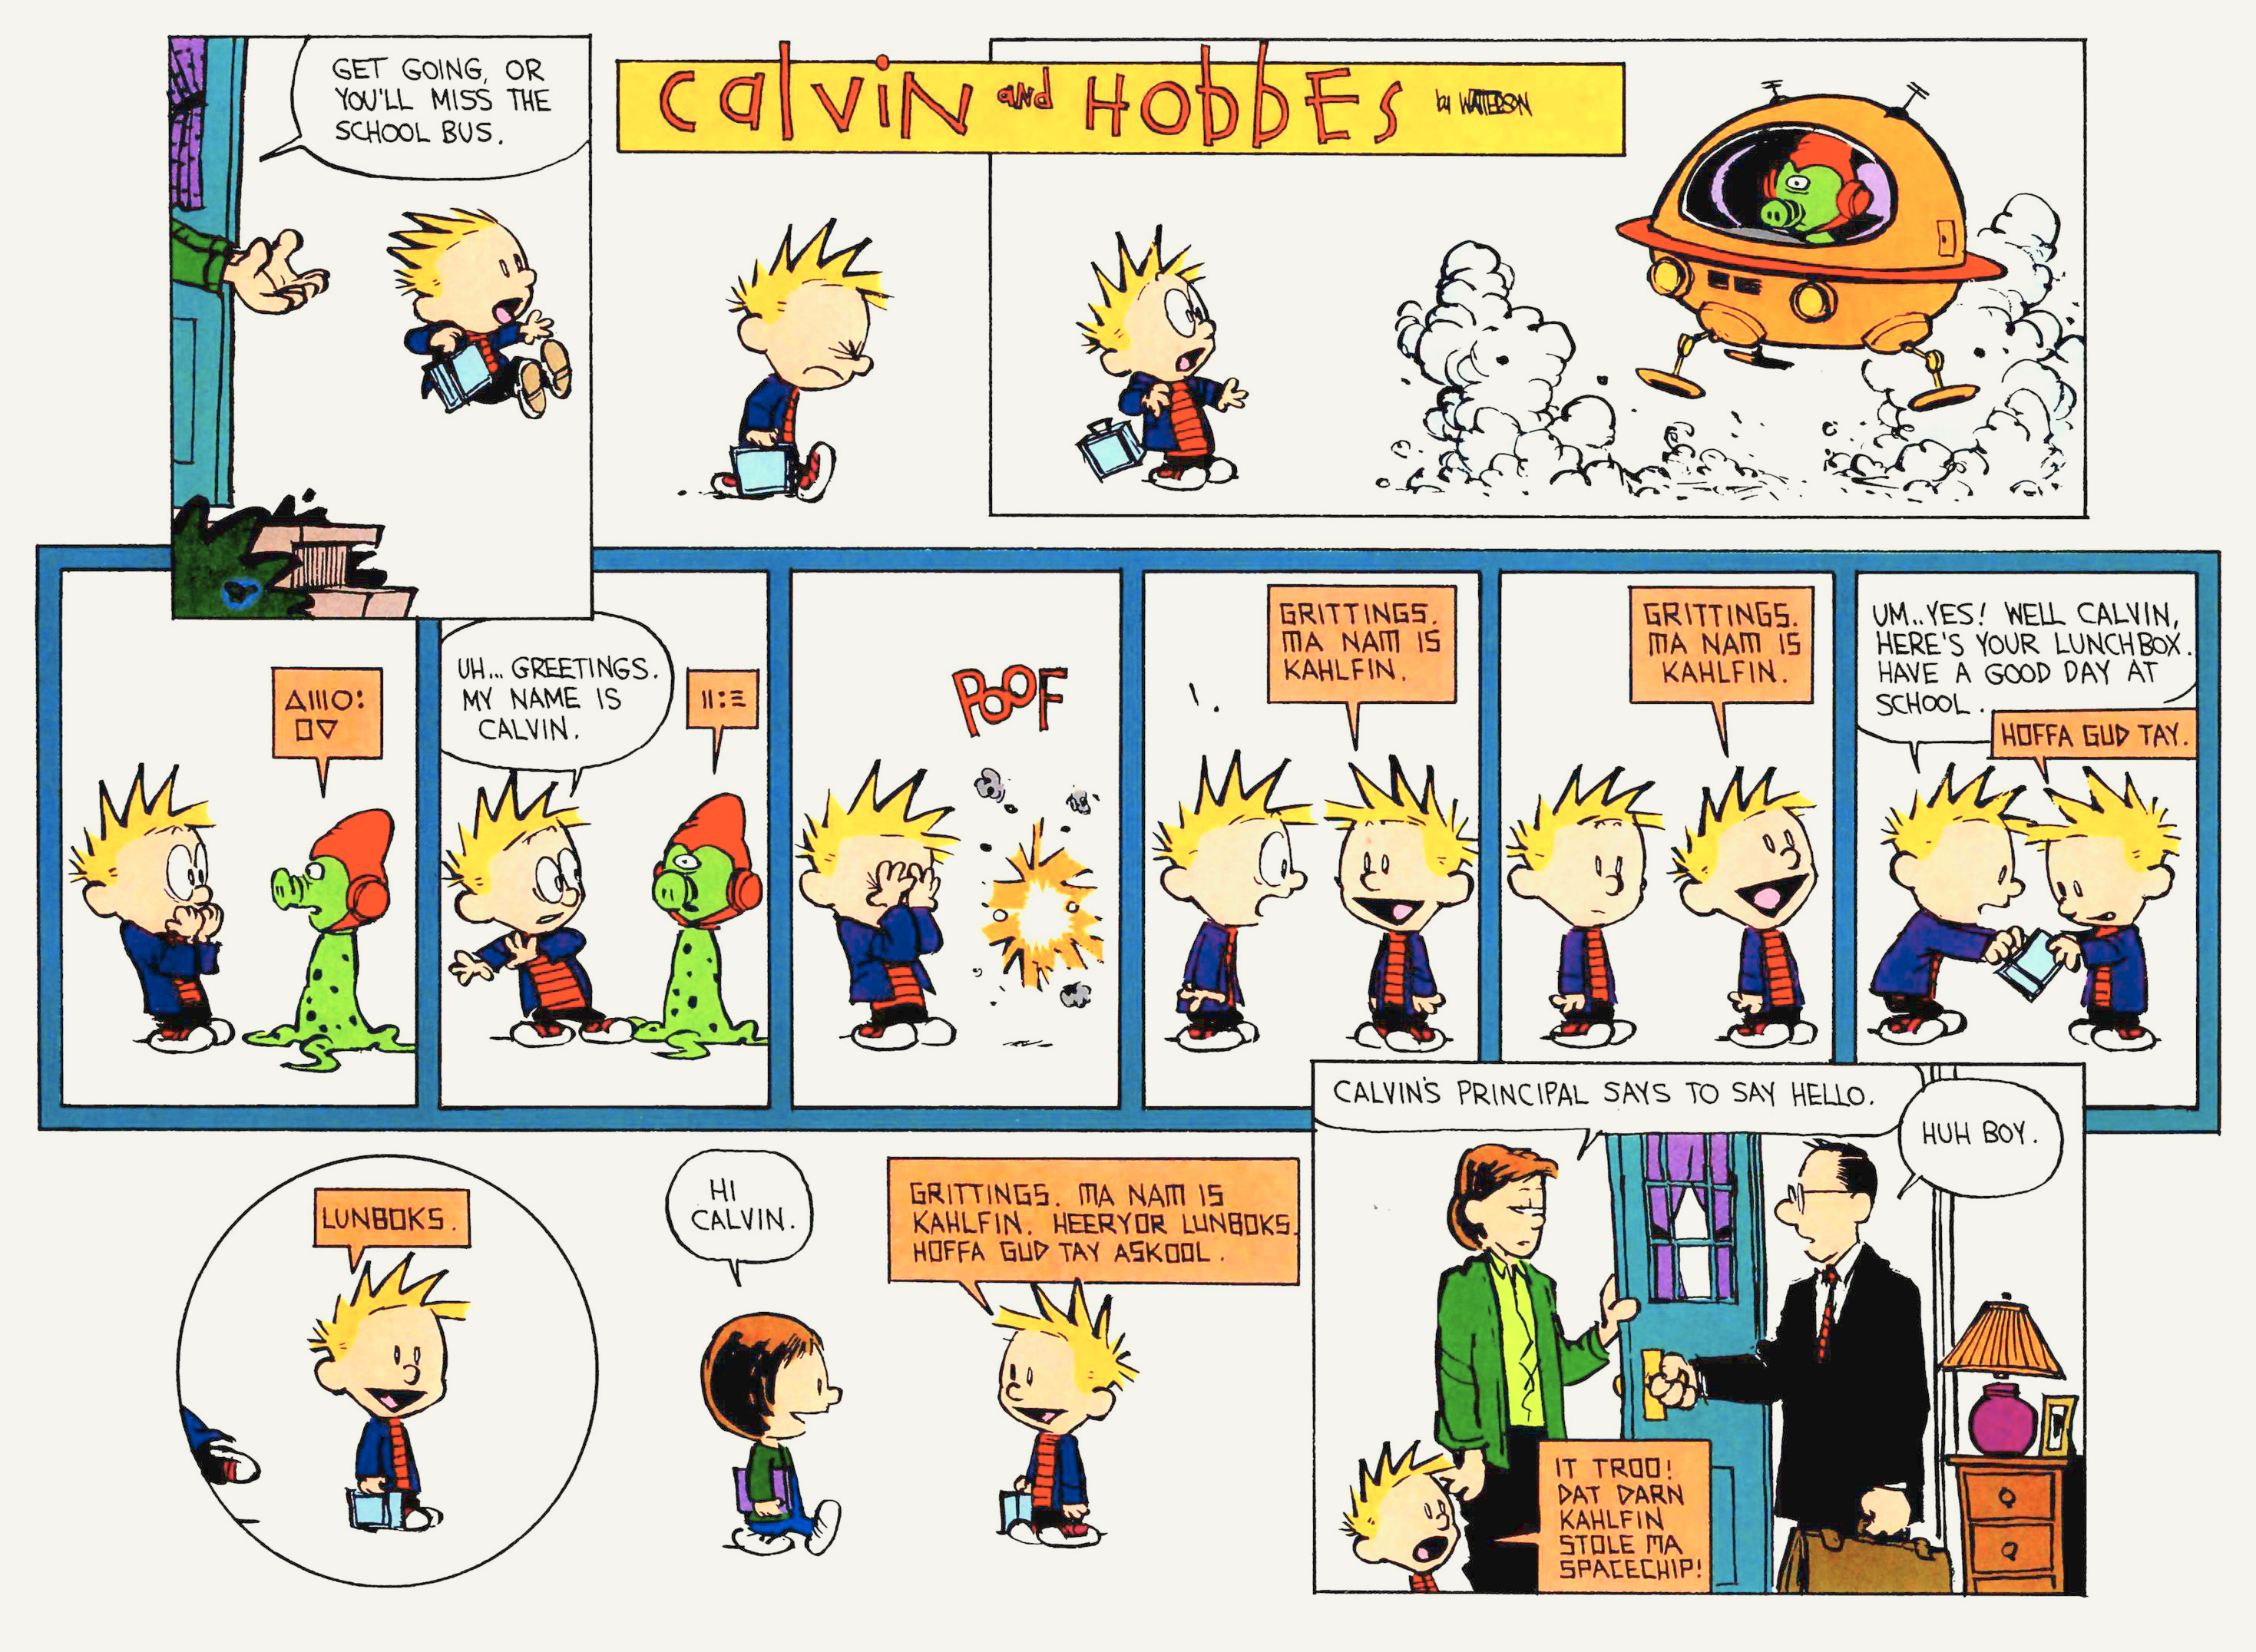 GET GOING, OR
YOU'LL MISS THE
SCHOOL BUS.
CALVIN and HOBBES by WATTERSON
△III○:
□▽
UH... GREETINGS.
MY NAME IS
CALVIN.
II:Ξ
POOF
!
GRITTINGS.
MA NAM IS
KAHLFIN.
GRITTINGS.
MA NAM IS
KAHLFIN.
UM..YES! WELL CALVIN,
HERE'S YOUR LUNCHBOX.
HAVE A GOOD DAY AT
SCHOOL.
HOFFA GUD TAY.
LUNBOKS.
HI
CALVIN.
GRITTINGS. MA NAM IS
KAHLFIN. HEERYOR LUNBOKS.
HOFFA GUD TAY ASKOOL.
CALVIN'S PRINCIPAL SAYS TO SAY HELLO.
HUH BOY.
IT TROO!
DAT DARN
KAHLFIN
STOLE MA
SPACECHIP!